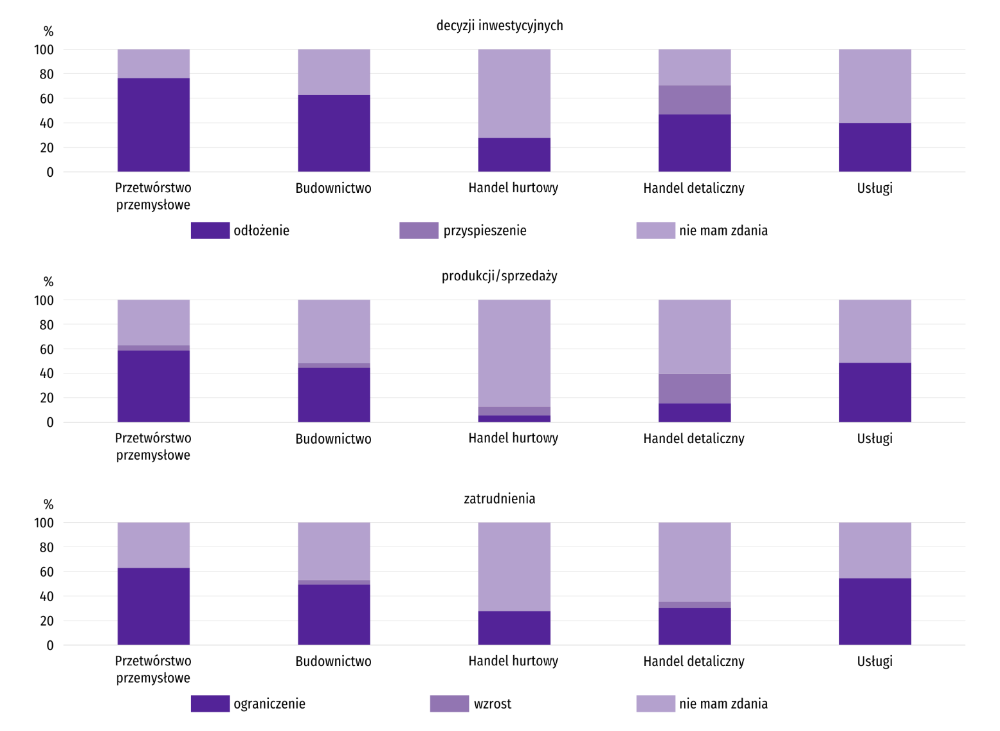 decyzji inwestycyjnych
%
100
80
60
40
20
0
Przetwórstwo
przemysłowe
Budownictwo
Handel hurtowy
Handel detaliczny
Usługi
odłożenie
przyspieszenie
nie mam zdania
produkcji/sprzedaży
%
100
80
60
40
20
0
Przetwórstwo
przemysłowe
Budownictwo
Handel hurtowy
Handel detaliczny
Usługi
zatrudnienia
%
100
80
60
40
20
0
Przetwórstwo
przemysłowe
Budownictwo
Handel hurtowy
Handel detaliczny
Usługi
ograniczenie
wzrost
nie mam zdania